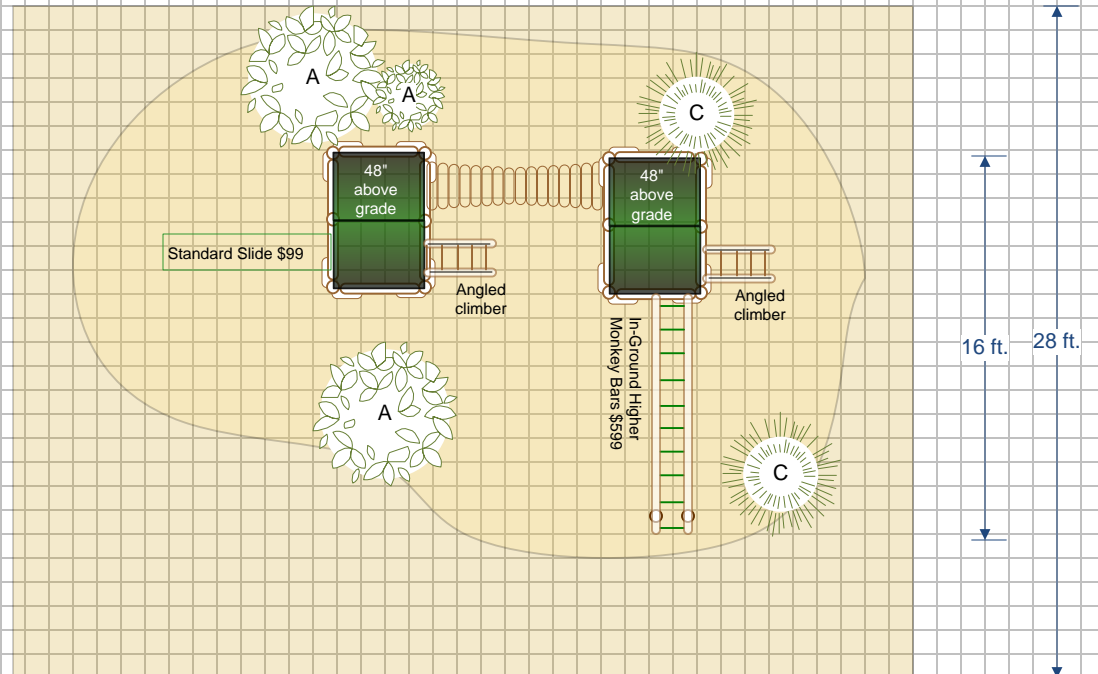 A
A
C
48"
above
grade
48"
above
grade
Standard Slide $99
Angled
climber
Angled
climber
In-Ground Higher
Monkey Bars $599
16 ft.
28 ft.
A
C